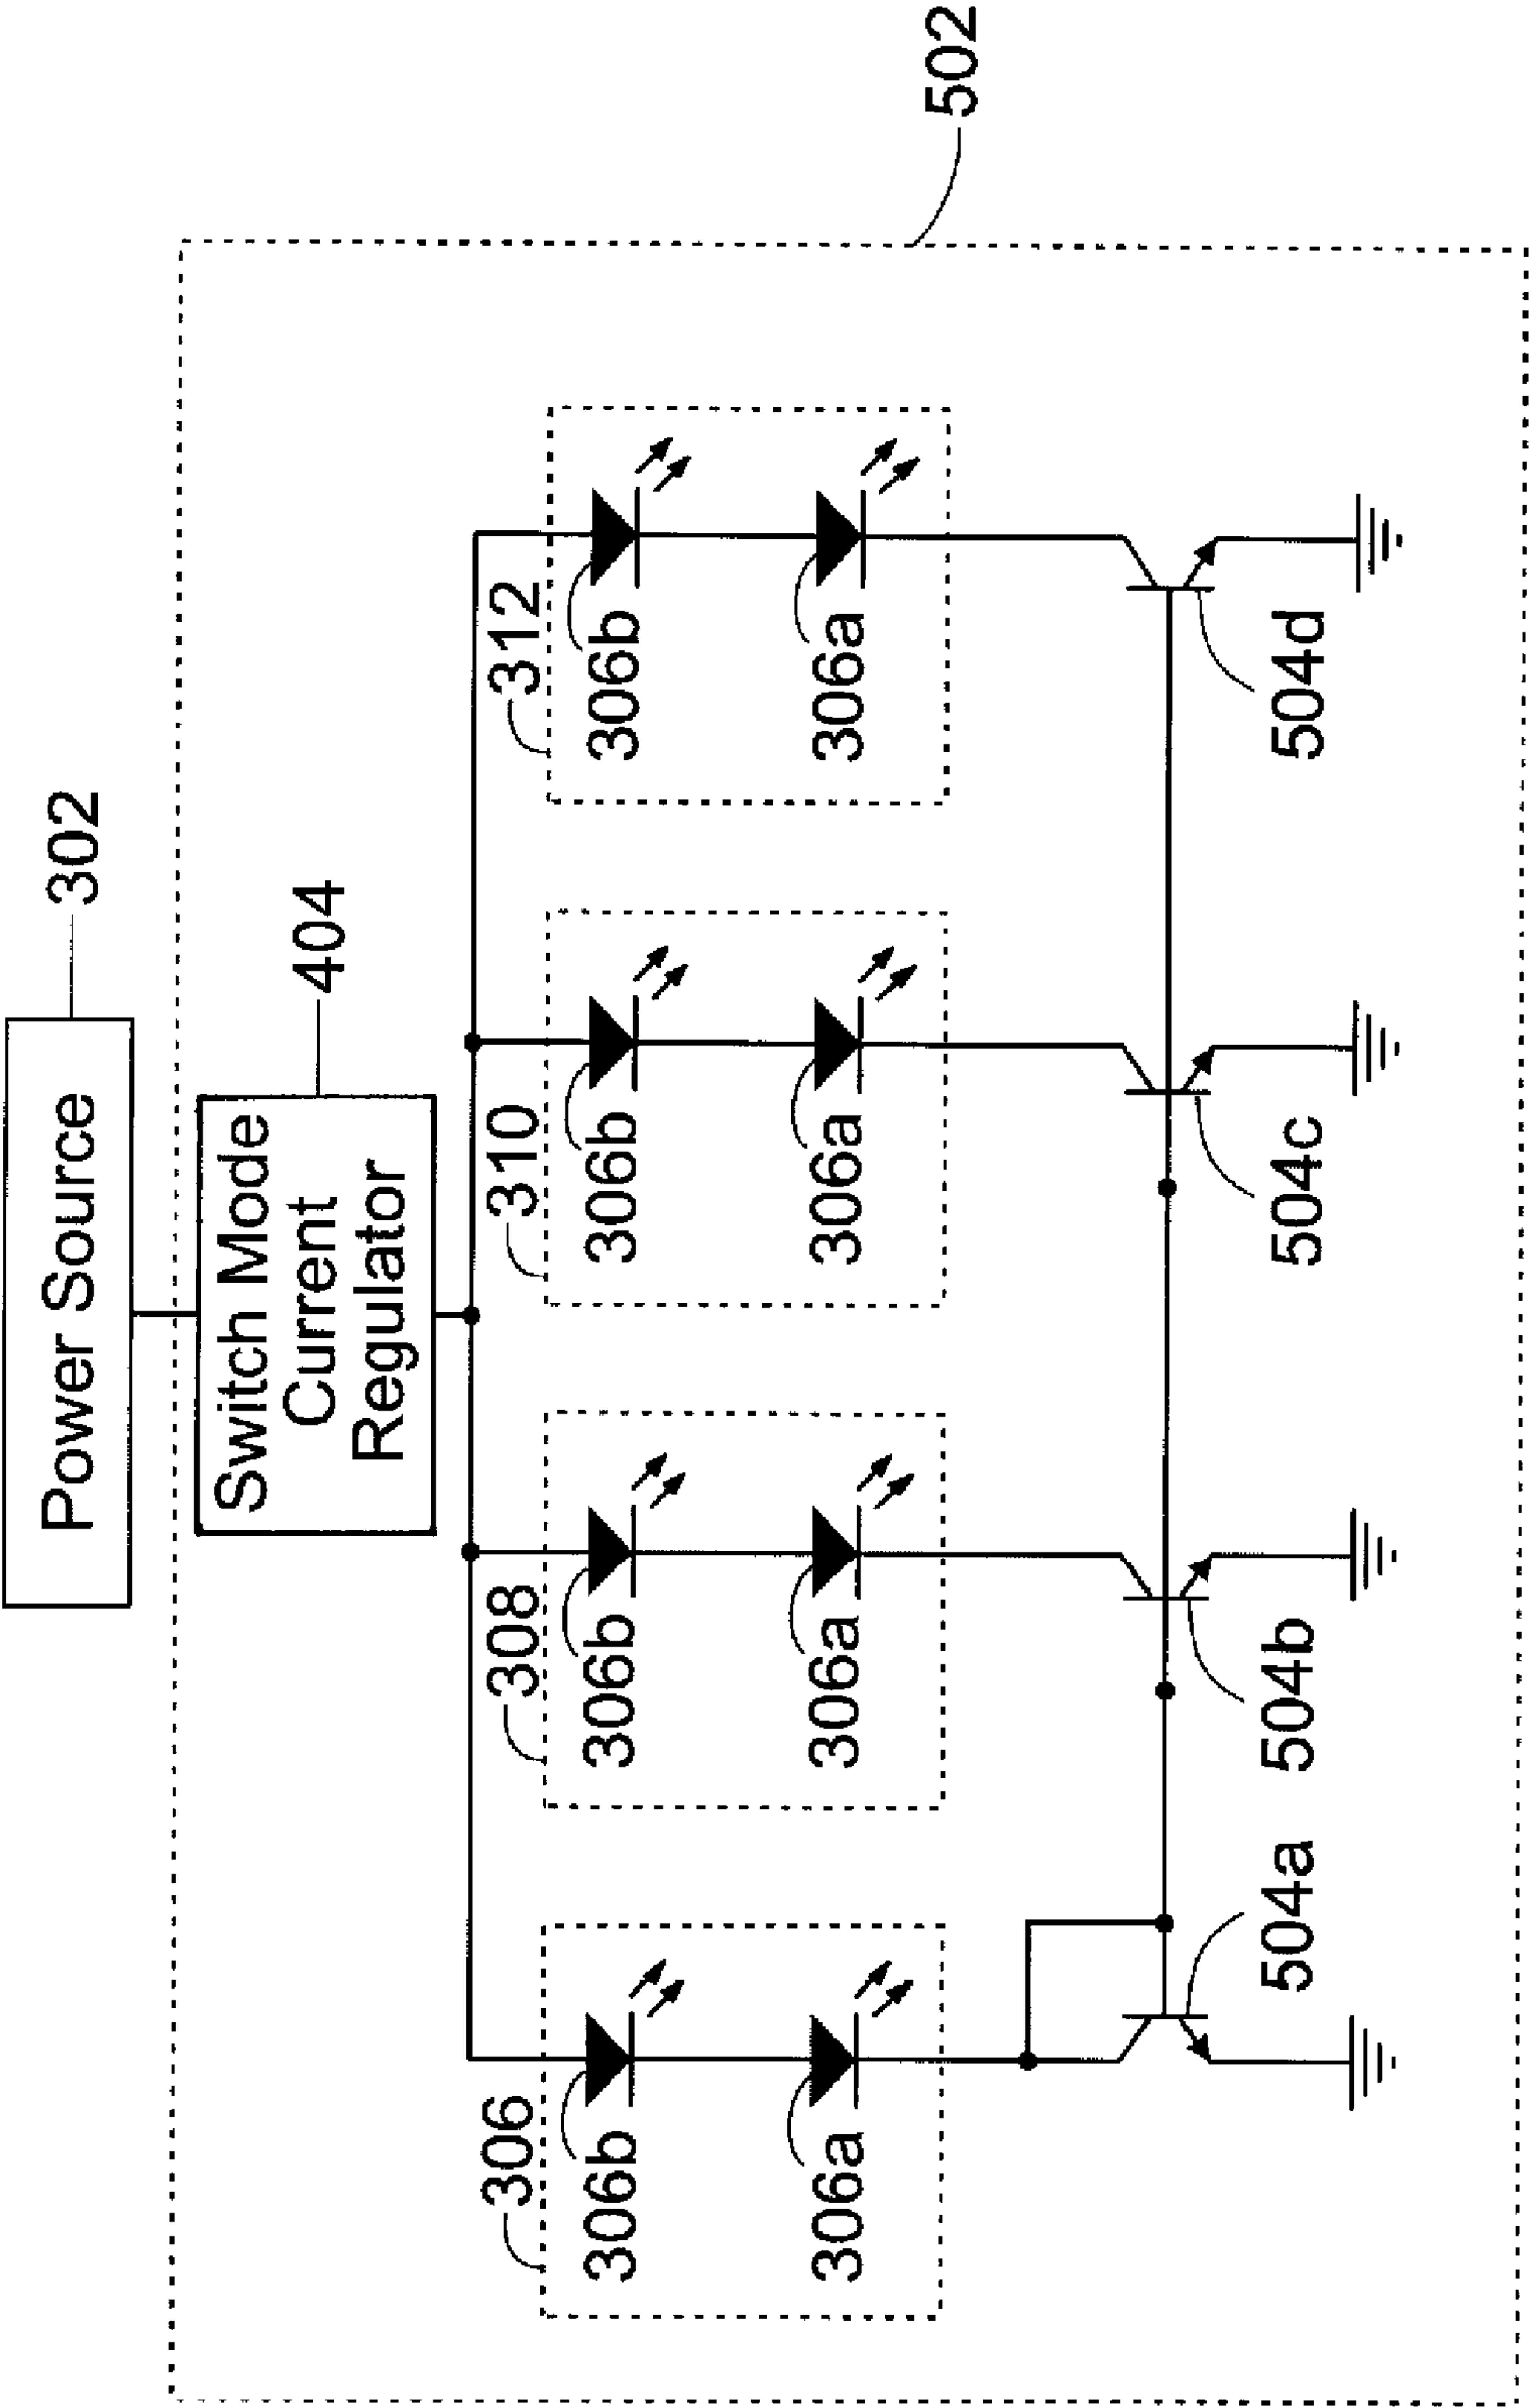 Power Source
302
Switch Mode
Current
Regulator
404
306
308
310
312
306b
306b
306b
306b
306a
306a
306a
306a
502
504a
504b
504c
504d